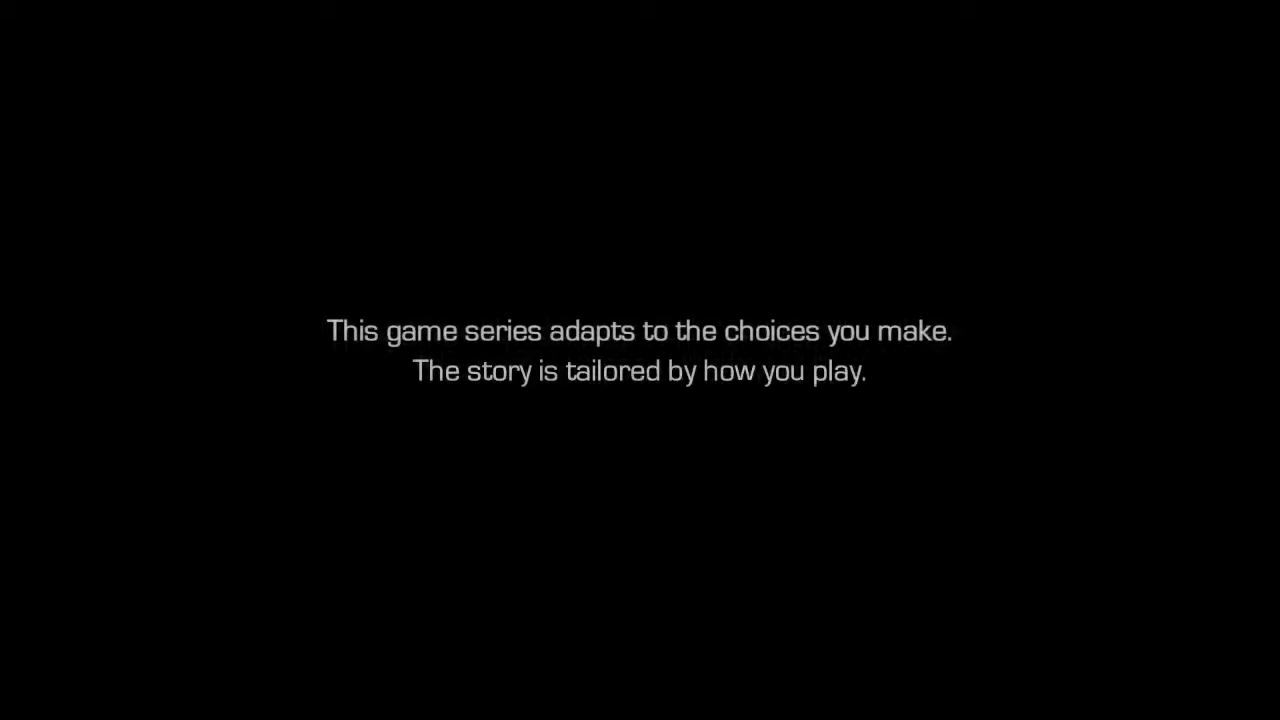 This game series adapts to the choices you make.
The story is tailored by how you play.